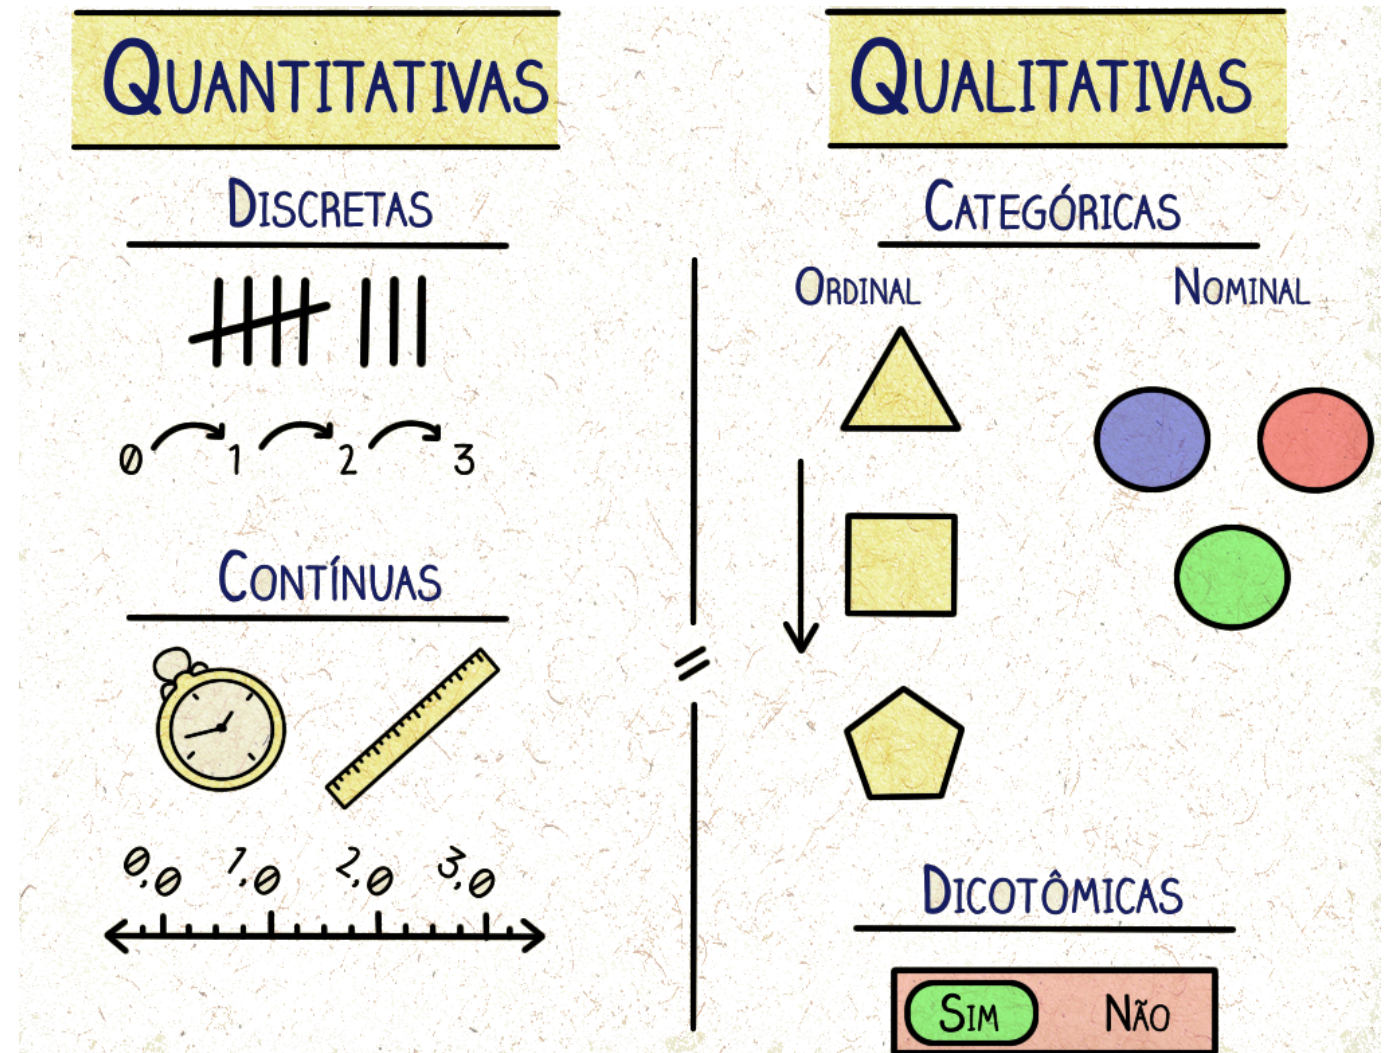 QUANTITATIVAS
DISCRETAS
0 1 2 3
CONTÍNUAS
0,0 1,0 2,0 3,0
QUALITATIVAS
CATEGÓRICAS
ORDINAL NOMINAL
DICOTÔMICAS
SIM NÃO